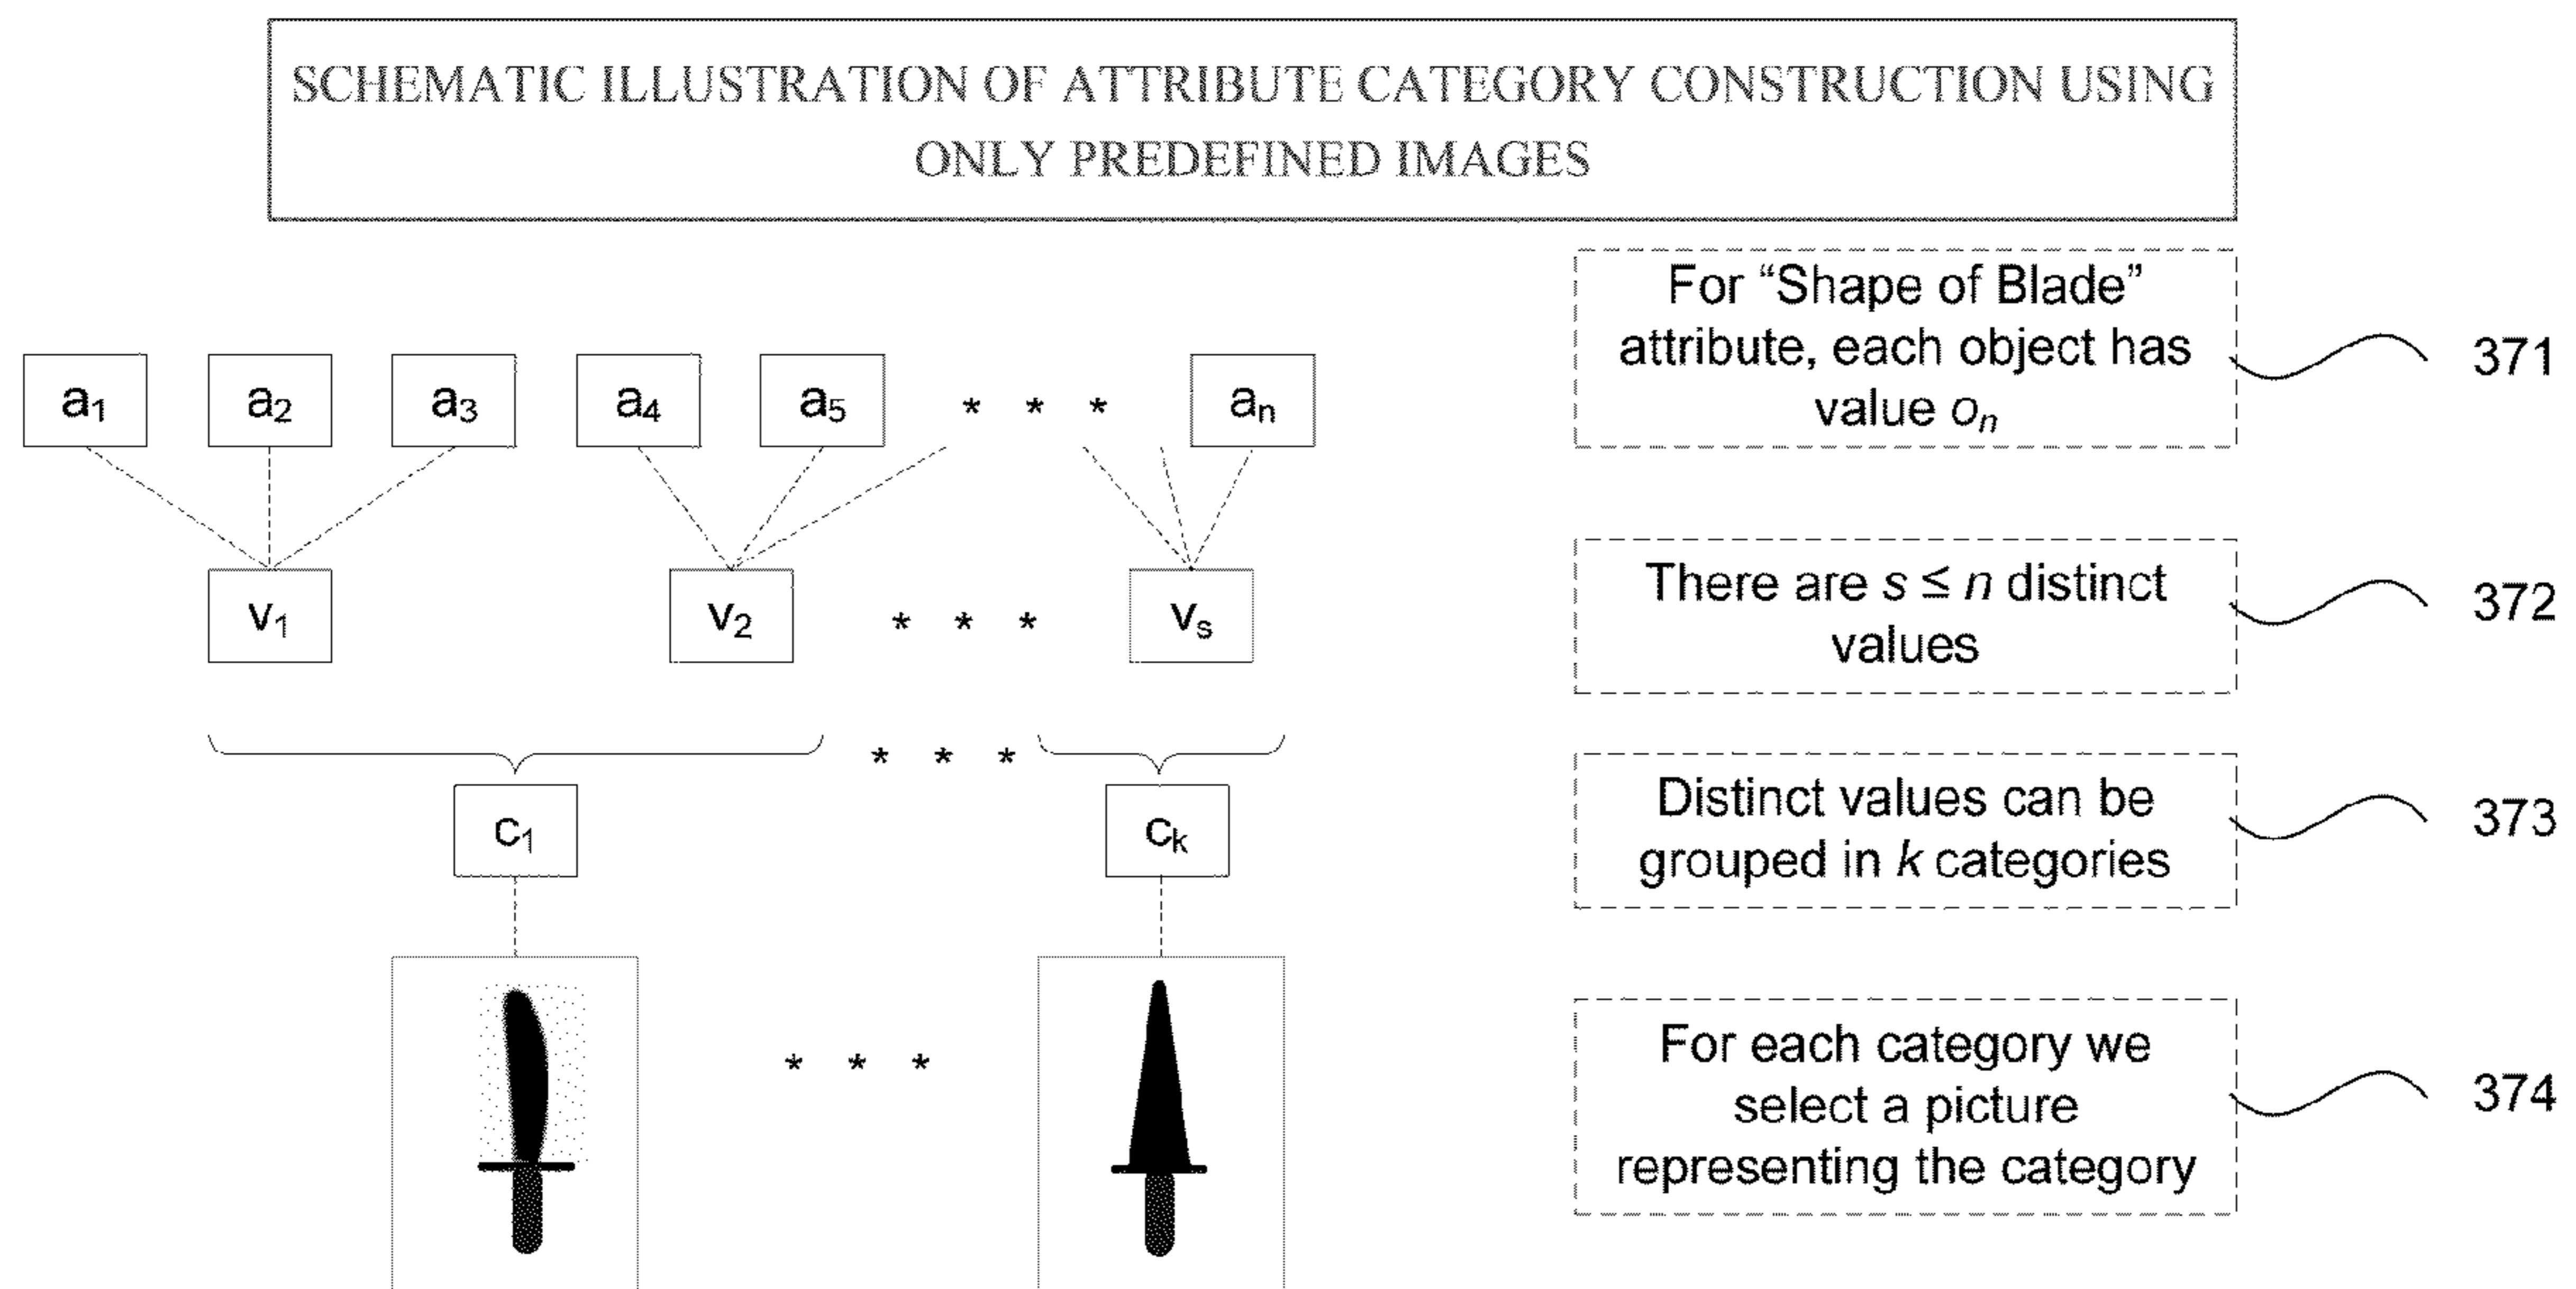 SCHEMATIC ILLUSTRATION OF ATTRIBUTE CATEGORY CONSTRUCTION USING
ONLY PREDEFINED IMAGES
For “Shape of Blade”
attribute, each object has
value oₙ
371
a₁ a₂ a₃ a₄ a₅ * * * aₙ
There are s ≤ n distinct
values
372
v₁ v₂ * * * vₛ
* * *
Distinct values can be
grouped in k categories
373
c₁ cₖ
For each category we
select a picture
representing the category
374
* * *